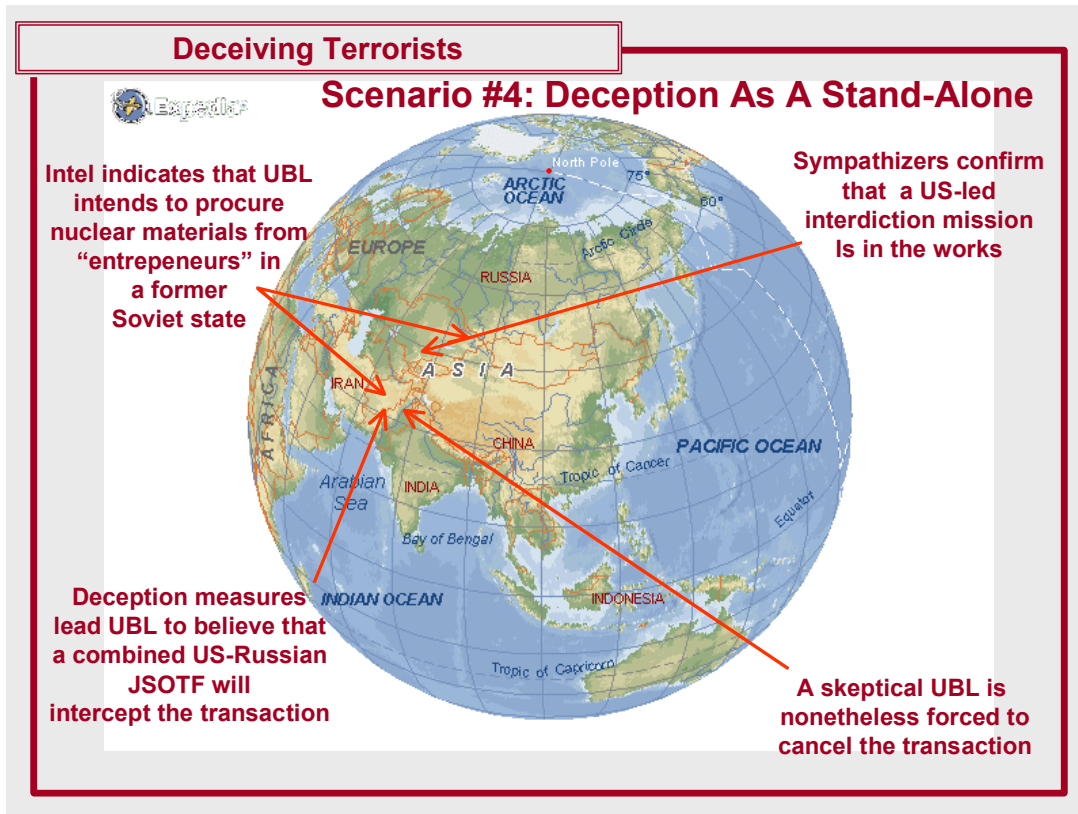 Deceiving Terrorists
Scenario #4: Deception As A Stand-Alone
Expedia
Intel indicates that UBL
intends to procure
nuclear materials from
“entrepeneurs” in
a former
Soviet state
Sympathizers confirm
that a US-led
interdiction mission
Is in the works
North Pole
75°
60°
ARCTIC
OCEAN
Arctic Circle
EUROPE
RUSSIA
ASIA
IRAN
AFRICA
CHINA
PACIFIC OCEAN
Tropic of Cancer
Arabian
Sea
INDIA
Equator
Bay of Bengal
INDIAN OCEAN
INDONESIA
Tropic of Capricorn
Deception measures
lead UBL to believe that
a combined US-Russian
JSOTF will
intercept the transaction
A skeptical UBL is
nonetheless forced to
cancel the transaction